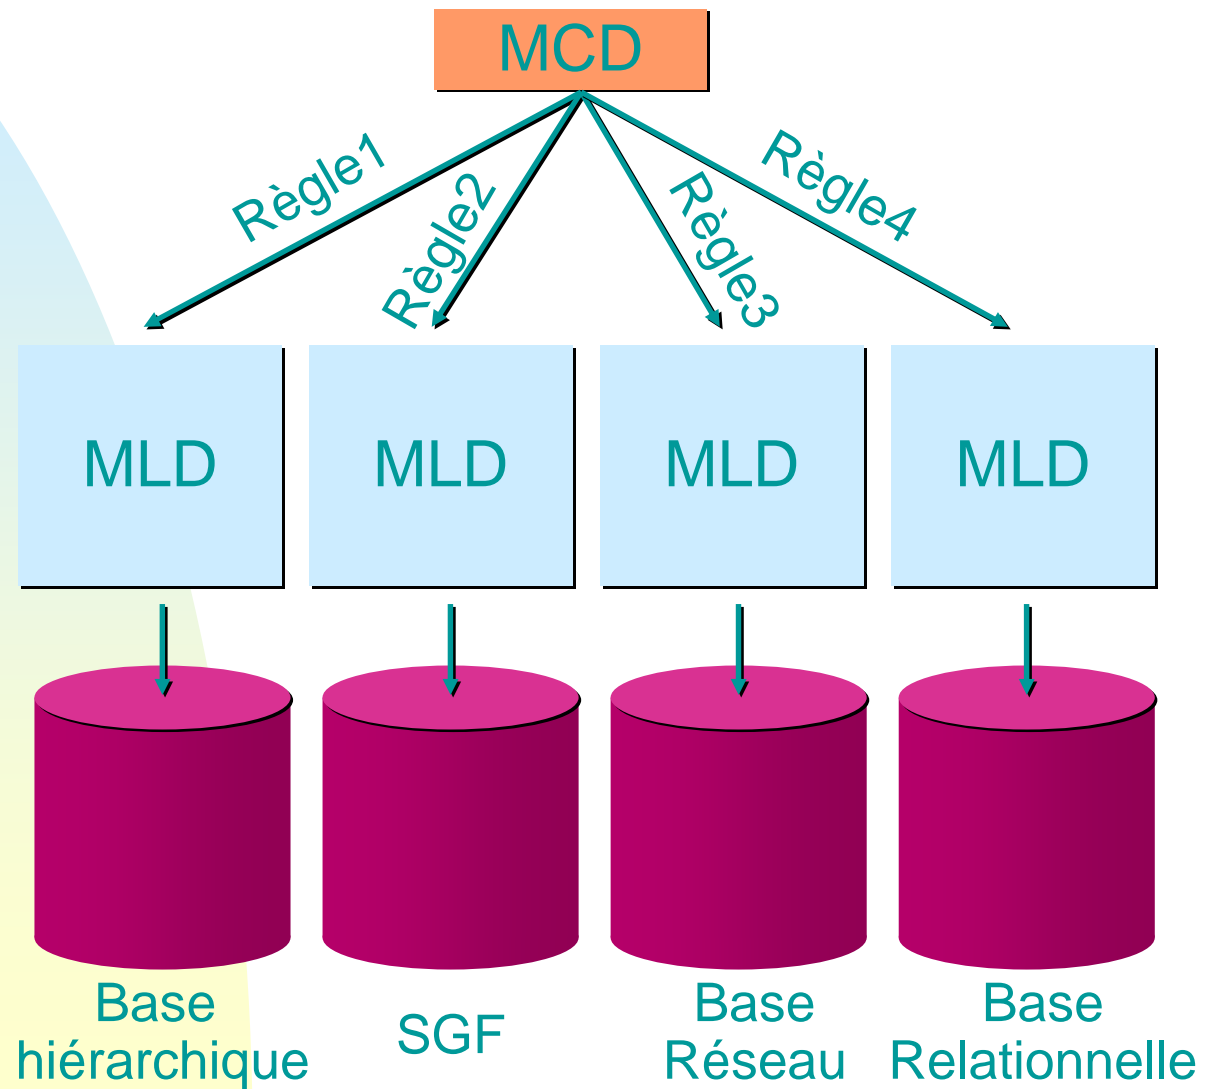 MCD
Règle1
Règle2
Règle3
Règle4
MLD
MLD
MLD
MLD
Base
hiérarchique
SGF
Base
Réseau
Base
Relationnelle